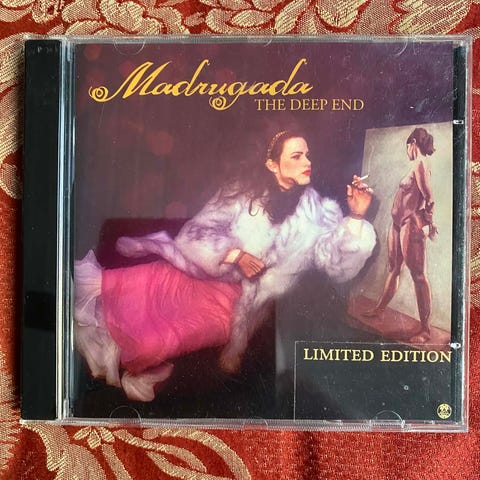 Madrugada
THE DEEP END
LIMITED EDITION